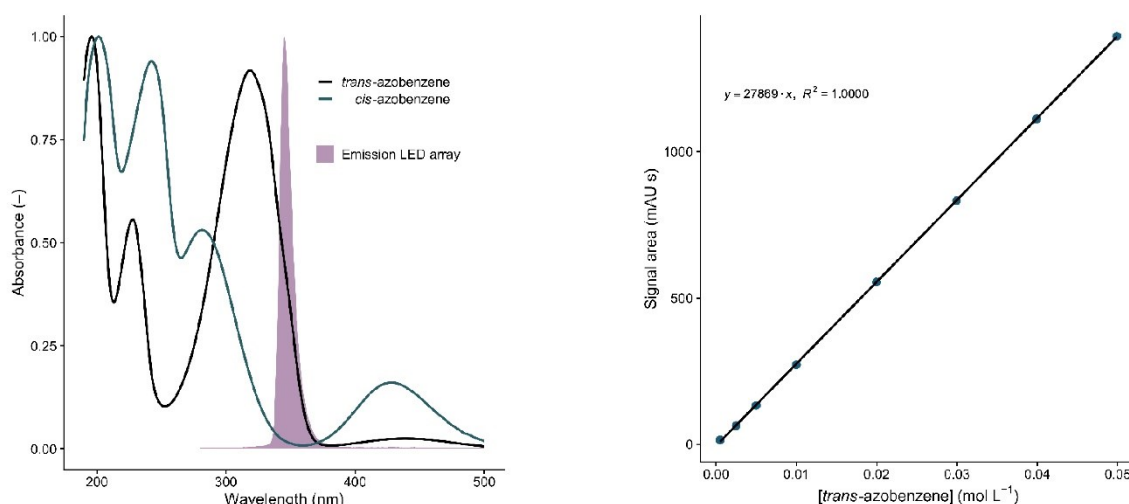 1.00
0.75
0.50
0.25
0.00
Absorbance (–)
trans-azobenzene
cis-azobenzene
Emission LED array
200
300
400
500
Wavelength (nm)
y = 27869 · x, R² = 1.0000
1000
500
0
Signal area (mAU s)
0.00
0.01
0.02
0.03
0.04
0.05
[trans-azobenzene] (mol L⁻¹)